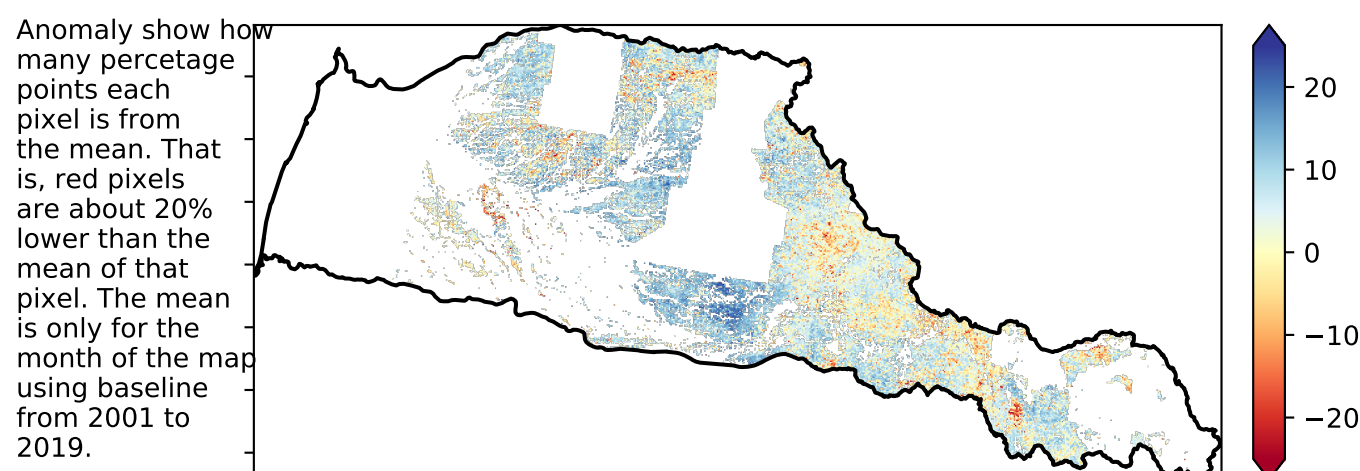 Anomaly show how
many percetage
points each
pixel is from
the mean. That
is, red pixels
are about 20%
lower than the
mean of that
pixel. The mean
is only for the
month of the map
using baseline
from 2001 to
2019.
20
10
0
−10
−20